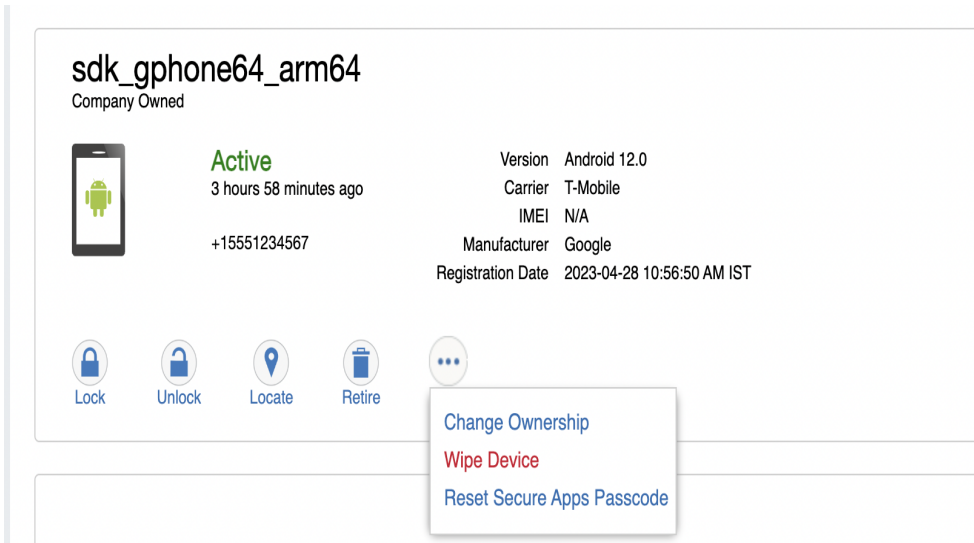 sdk_gphone64_arm64
Company Owned
Active
3 hours 58 minutes ago
+15551234567
Version Android 12.0
Carrier T-Mobile
IMEI N/A
Manufacturer Google
Registration Date 2023-04-28 10:56:50 AM IST
Lock Unlock Locate Retire
Change Ownership
Wipe Device
Reset Secure Apps Passcode